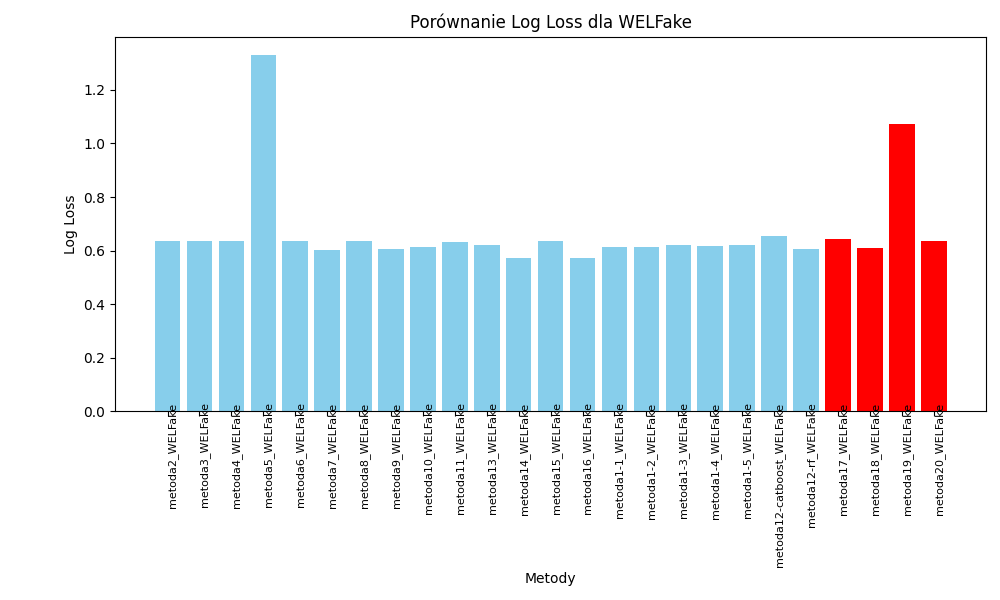 Porównanie Log Loss dla WELFake
Log Loss
1.2
1.0
0.8
0.6
0.4
0.2
0.0
metoda2_WELFake
metoda3_WELFake
metoda4_WELFake
metoda5_WELFake
metoda6_WELFake
metoda7_WELFake
metoda8_WELFake
metoda9_WELFake
metoda10_WELFake
metoda11_WELFake
metoda13_WELFake
metoda14_WELFake
metoda15_WELFake
metoda16_WELFake
metoda1-1_WELFake
metoda1-2_WELFake
metoda1-3_WELFake
metoda1-4_WELFake
metoda1-5_WELFake
metoda12-catboost_WELFake
metoda12-rf_WELFake
metoda17_WELFake
metoda18_WELFake
metoda19_WELFake
metoda20_WELFake
Metody